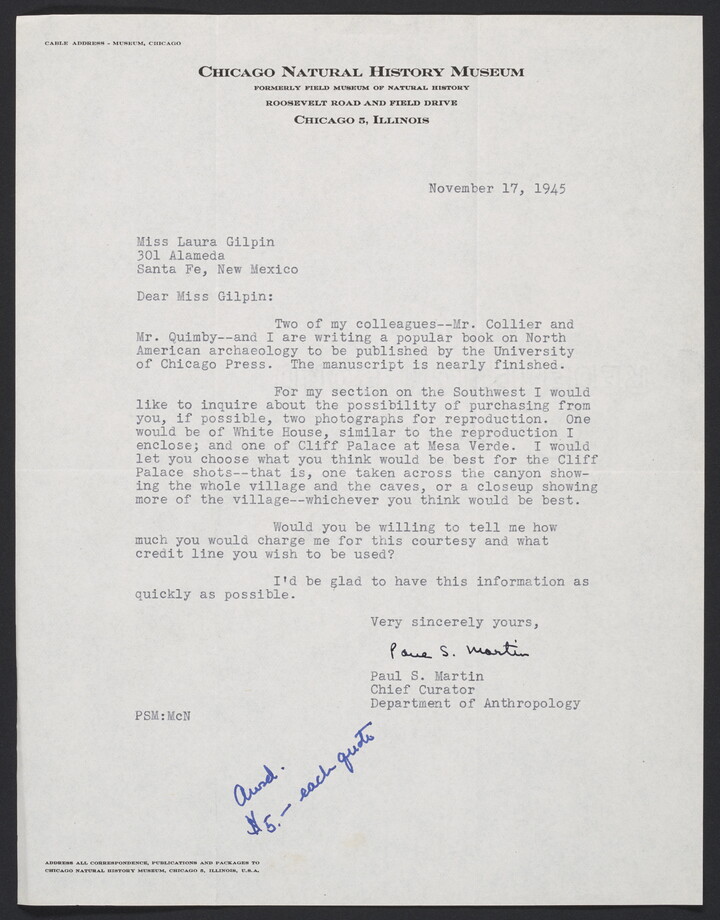 CABLE ADDRESS - MUSEUM, CHICAGO
CHICAGO NATURAL HISTORY MUSEUM
FORMERLY FIELD MUSEUM OF NATURAL HISTORY
ROOSEVELT ROAD AND FIELD DRIVE
CHICAGO 5, ILLINOIS
November 17, 1945
Miss Laura Gilpin
301 Alameda
Santa Fe, New Mexico
Dear Miss Gilpin:
Two of my colleagues--Mr. Collier and
Mr. Quimby--and I are writing a popular book on North
American archaeology to be published by the University
of Chicago Press. The manuscript is nearly finished.
For my section on the Southwest I would
like to inquire about the possibility of purchasing from
you, if possible, two photographs for reproduction. One
would be of White House, similar to the reproduction I
enclose; and one of Cliff Palace at Mesa Verde. I would
let you choose what you think would be best for the Cliff
Palace shots--that is, one taken across the canyon show-
ing the whole village and the caves, or a closeup showing
more of the village--whichever you think would be best.
Would you be willing to tell me how
much you would charge me for this courtesy and what
credit line you wish to be used?
I'd be glad to have this information as
quickly as possible.
Very sincerely yours,
Paul S. Martin
Paul S. Martin
Chief Curator
Department of Anthropology
PSM:McN
Answd.
$5.- each quote
ADDRESS ALL CORRESPONDENCE, PUBLICATIONS AND PACKAGES TO
CHICAGO NATURAL HISTORY MUSEUM, CHICAGO 5, ILLINOIS, U.S.A.